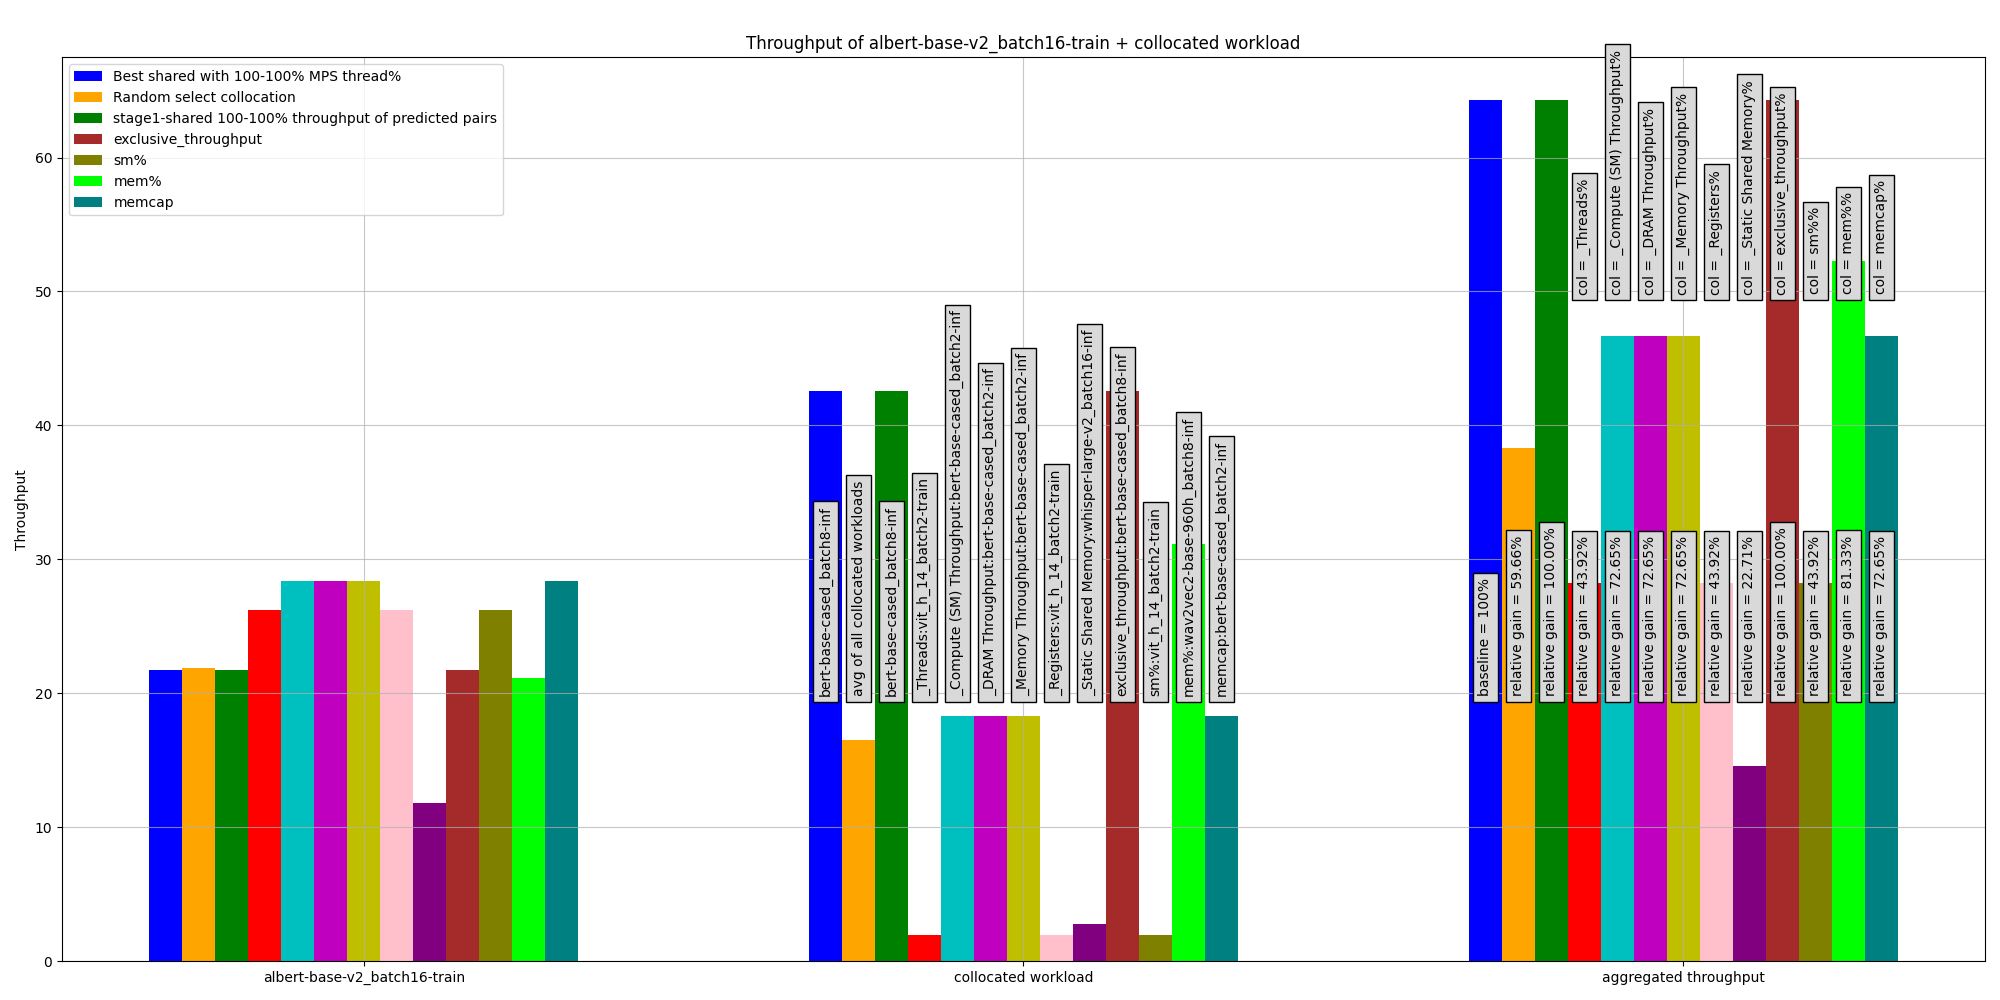 Throughput of albert-base-v2_batch16-train + collocated workload
Best shared with 100-100% MPS thread%
Random select collocation
stage1-shared 100-100% throughput of predicted pairs
exclusive_throughput
sm%
mem%
memcap
Throughput
0
10
20
30
40
50
60
bert-base-cased_batch8-inf
avg of all collocated workloads
bert-base-cased_batch8-inf
_Threads:vit_h_14_batch2-train
_Compute (SM) Throughput:bert-base-cased_batch2-inf
_DRAM Throughput:bert-base-cased_batch2-inf
_Memory Throughput:bert-base-cased_batch2-inf
_Registers:vit_h_14_batch2-train
_Static Shared Memory:whisper-large-v2_batch16-inf
exclusive_throughput:bert-base-cased_batch8-inf
sm%:vit_h_14_batch2-train
mem%:wav2vec2-base-960h_batch8-inf
memcap:bert-base-cased_batch2-inf
col = _Threads%
col = _Compute (SM) Throughput%
col = _DRAM Throughput%
col = _Memory Throughput%
col = _Registers%
col = _Static Shared Memory%
col = exclusive_throughput%
col = sm%%
col = mem%%
col = memcap%
baseline = 100%
relative gain = 59.66%
relative gain = 100.00%
relative gain = 43.92%
relative gain = 72.65%
relative gain = 72.65%
relative gain = 72.65%
relative gain = 43.92%
relative gain = 22.71%
relative gain = 100.00%
relative gain = 43.92%
relative gain = 81.33%
relative gain = 72.65%
albert-base-v2_batch16-train
collocated workload
aggregated throughput